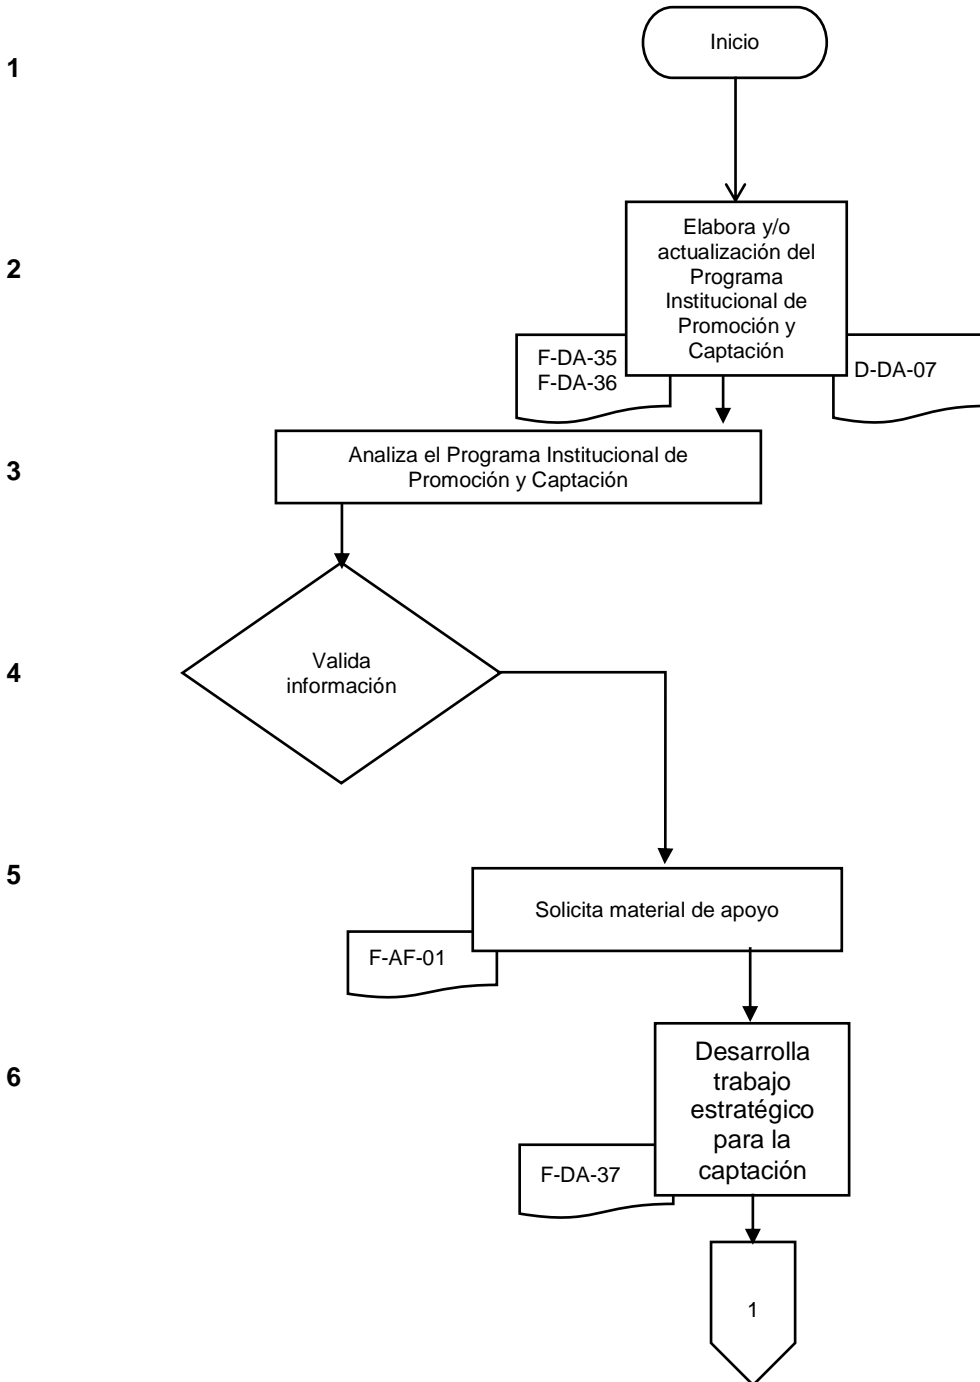 1
Inicio
2
Elabora y/o
actualización del
Programa
Institucional de
Promoción y
Captación
F-DA-35
F-DA-36
D-DA-07
3
Analiza el Programa Institucional de
Promoción y Captación
4
Valida
información
5
Solicita material de apoyo
F-AF-01
6
Desarrolla
trabajo
estratégico
para la
captación
F-DA-37
1